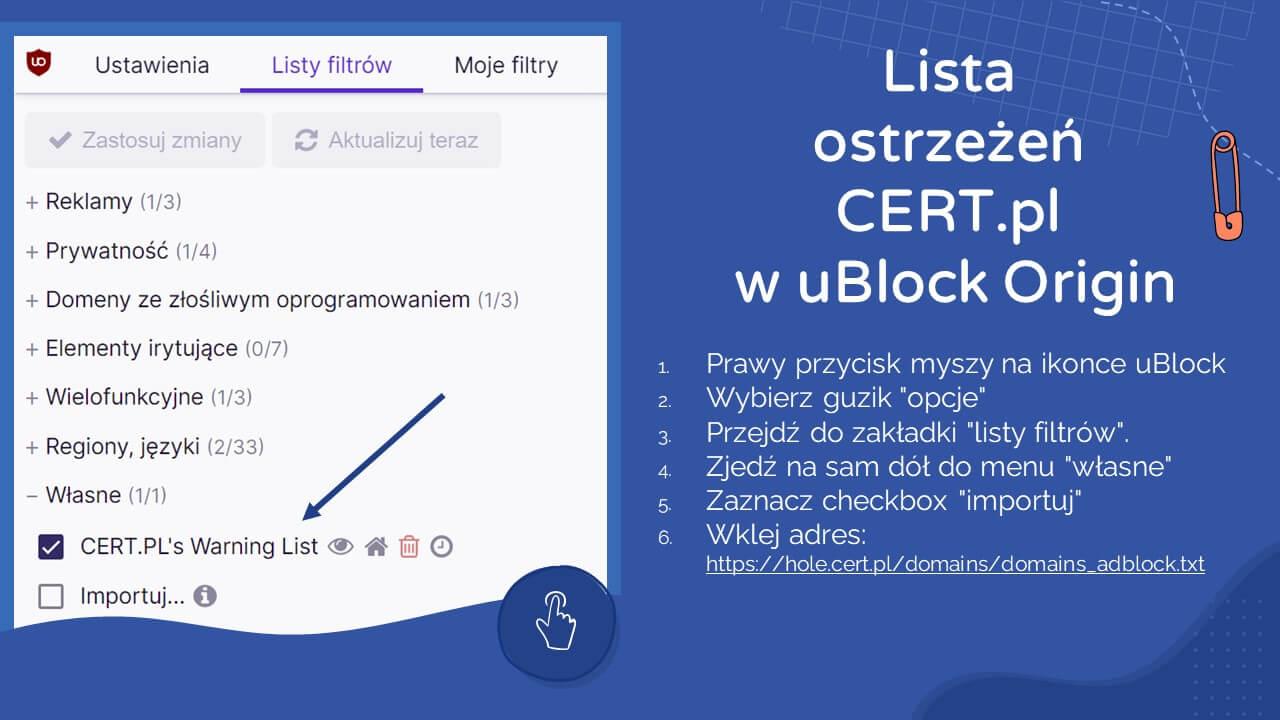 Ustawienia
Listy filtrów
Moje filtry
Zastosuj zmiany
Aktualizuj teraz
+ Reklamy (1/3)
+ Prywatność (1/4)
+ Domeny ze złośliwym oprogramowaniem (1/3)
+ Elementy irytujące (0/7)
+ Wielofunkcyjne (1/3)
+ Regiony, języki (2/33)
– Własne (1/1)
CERT.PL's Warning List
Importuj...
Lista
ostrzeżeń
CERT.pl
w uBlock Origin
1. Prawy przycisk myszy na ikonce uBlock
2. Wybierz guzik "opcje"
3. Przejdź do zakładki "listy filtrów".
4. Zjedź na sam dół do menu "własne"
5. Zaznacz checkbox "importuj"
6. Wklej adres:
https://hole.cert.pl/domains/domains_adblock.txt